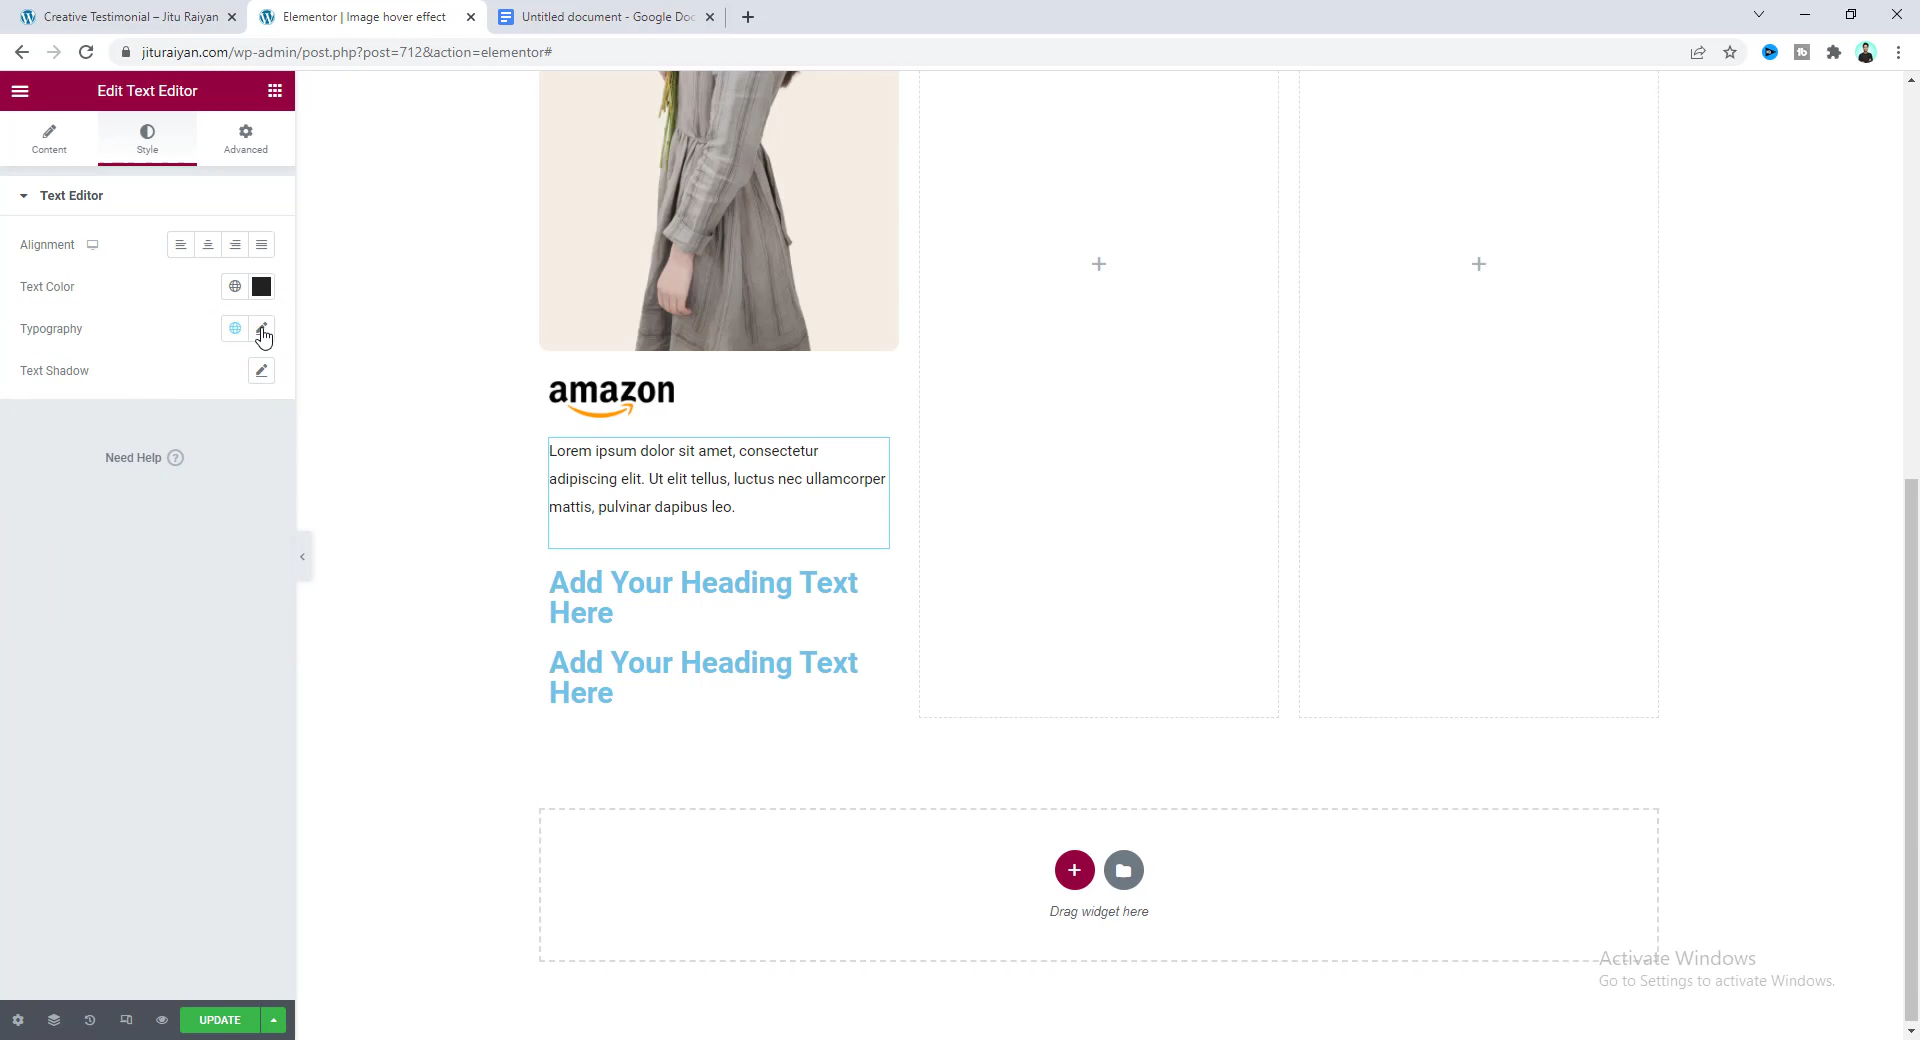 Creative Testimonial – Jitu Raiyan
Elementor | Image hover effect
Untitled document - Google Doc
jituraiyan.com/wp-admin/post.php?post=712&action=elementor#
Edit Text Editor
Content
Style
Advanced
Text Editor
Alignment
Text Color
Typography
Text Shadow
Need Help ?
UPDATE
amazon
Lorem ipsum dolor sit amet, consectetur
adipiscing elit. Ut elit tellus, luctus nec ullamcorper
mattis, pulvinar dapibus leo.
Add Your Heading Text
Here
Add Your Heading Text
Here
Drag widget here
Activate Windows
Go to Settings to activate Windows.